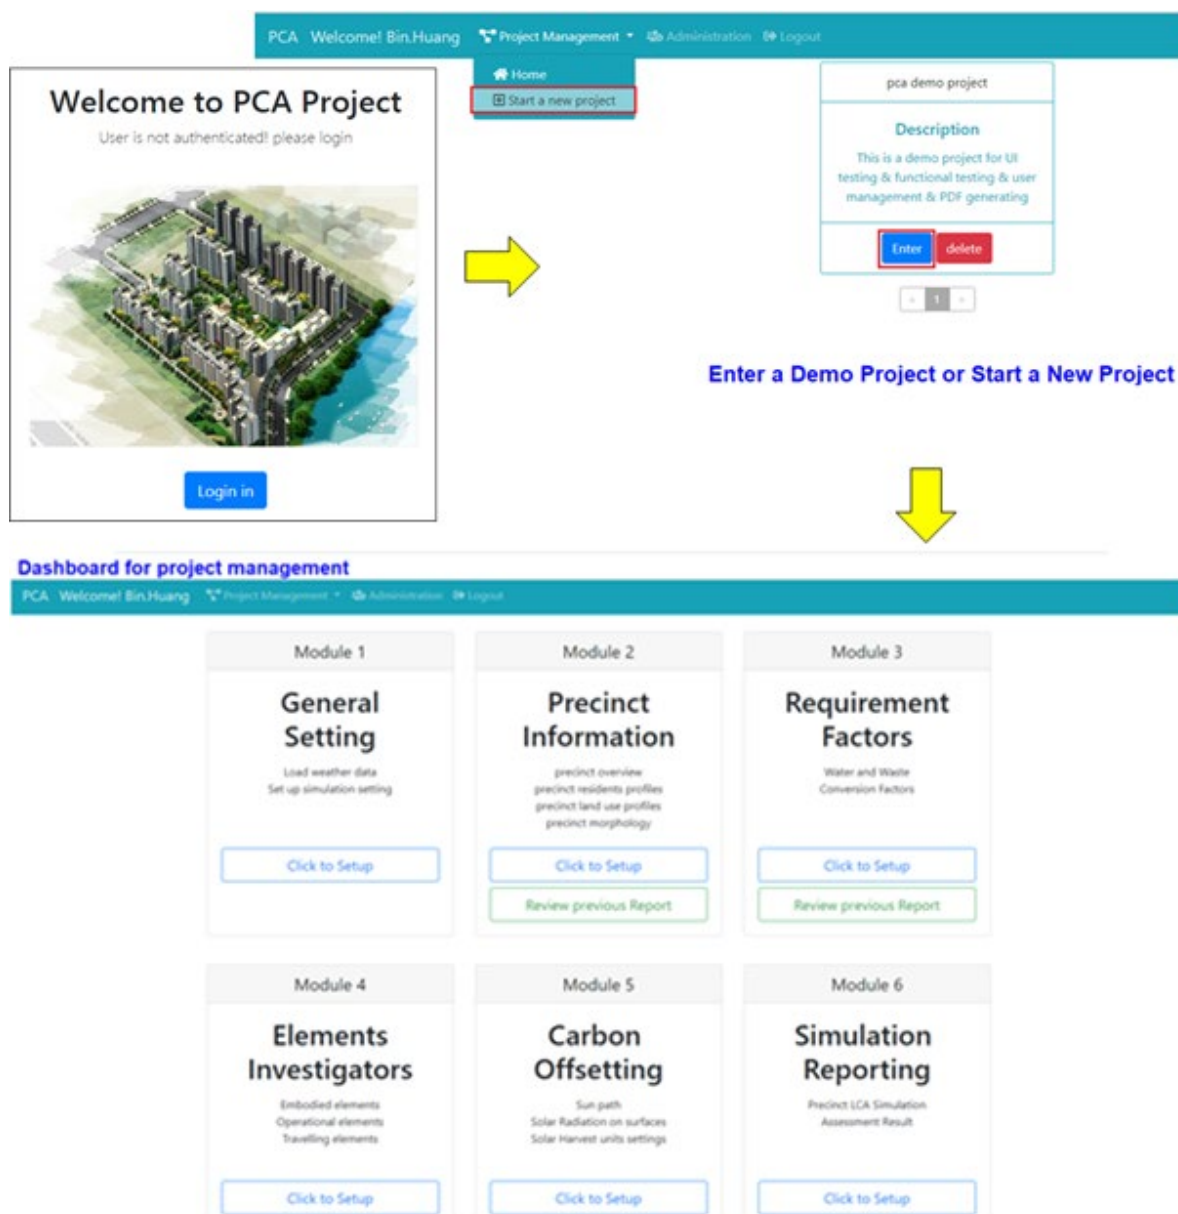 PCA Welcome! Bin.Huang Project Management Administration Logout
Home
Start a new project
Welcome to PCA Project
User is not authenticated! please login
Login in
pca demo project
Description
This is a demo project for UI
testing & functional testing & user
management & PDF generating
Enter delete
« 1 »
Enter a Demo Project or Start a New Project
Dashboard for project management
PCA Welcome! Bin.Huang Project Management Administration Logout
Module 1
General
Setting
Load weather data
Set up simulation setting
Click to Setup
Module 2
Precinct
Information
precinct overview
precinct residents profiles
precinct land use profiles
precinct morphology
Click to Setup
Review previous Report
Module 3
Requirement
Factors
Water and Waste
Conversion Factors
Click to Setup
Review previous Report
Module 4
Elements
Investigators
Embodied elements
Operational elements
Travelling elements
Click to Setup
Module 5
Carbon
Offsetting
Sun path
Solar Radiation on surfaces
Solar Harvest units settings
Click to Setup
Module 6
Simulation
Reporting
Precinct LCA Simulation
Assessment Result
Click to Setup